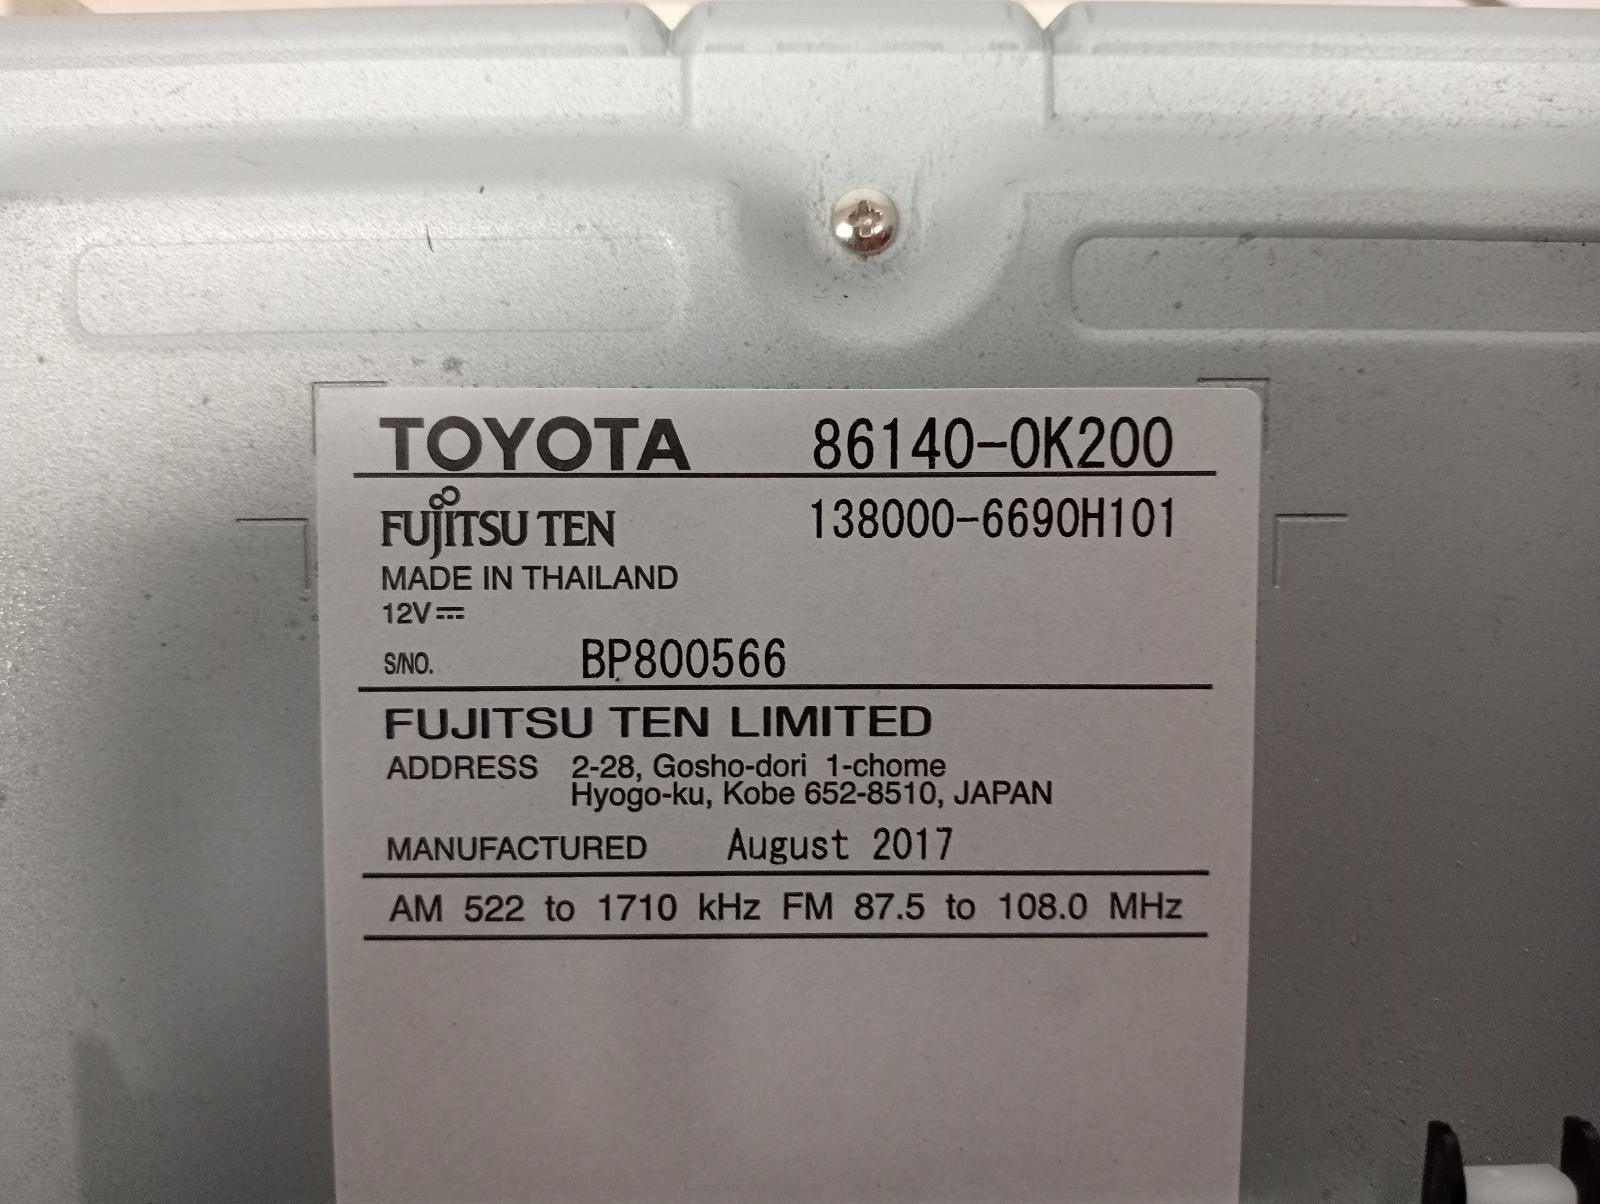 TOYOTA 86140-0K200
FUJITSU TEN 138000-6690H101
MADE IN THAILAND
12V⎓
S/NO. BP800566
FUJITSU TEN LIMITED
ADDRESS 2-28, Gosho-dori 1-chome
Hyogo-ku, Kobe 652-8510, JAPAN
MANUFACTURED August 2017
AM 522 to 1710 kHz FM 87.5 to 108.0 MHz